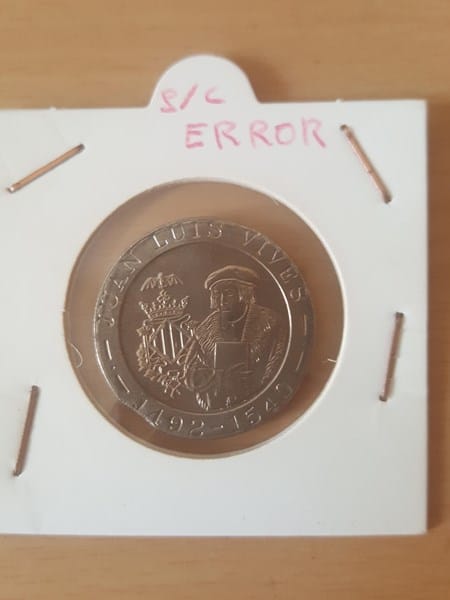 S/C
ERROR
JUAN LUIS VIVES
1492-1540